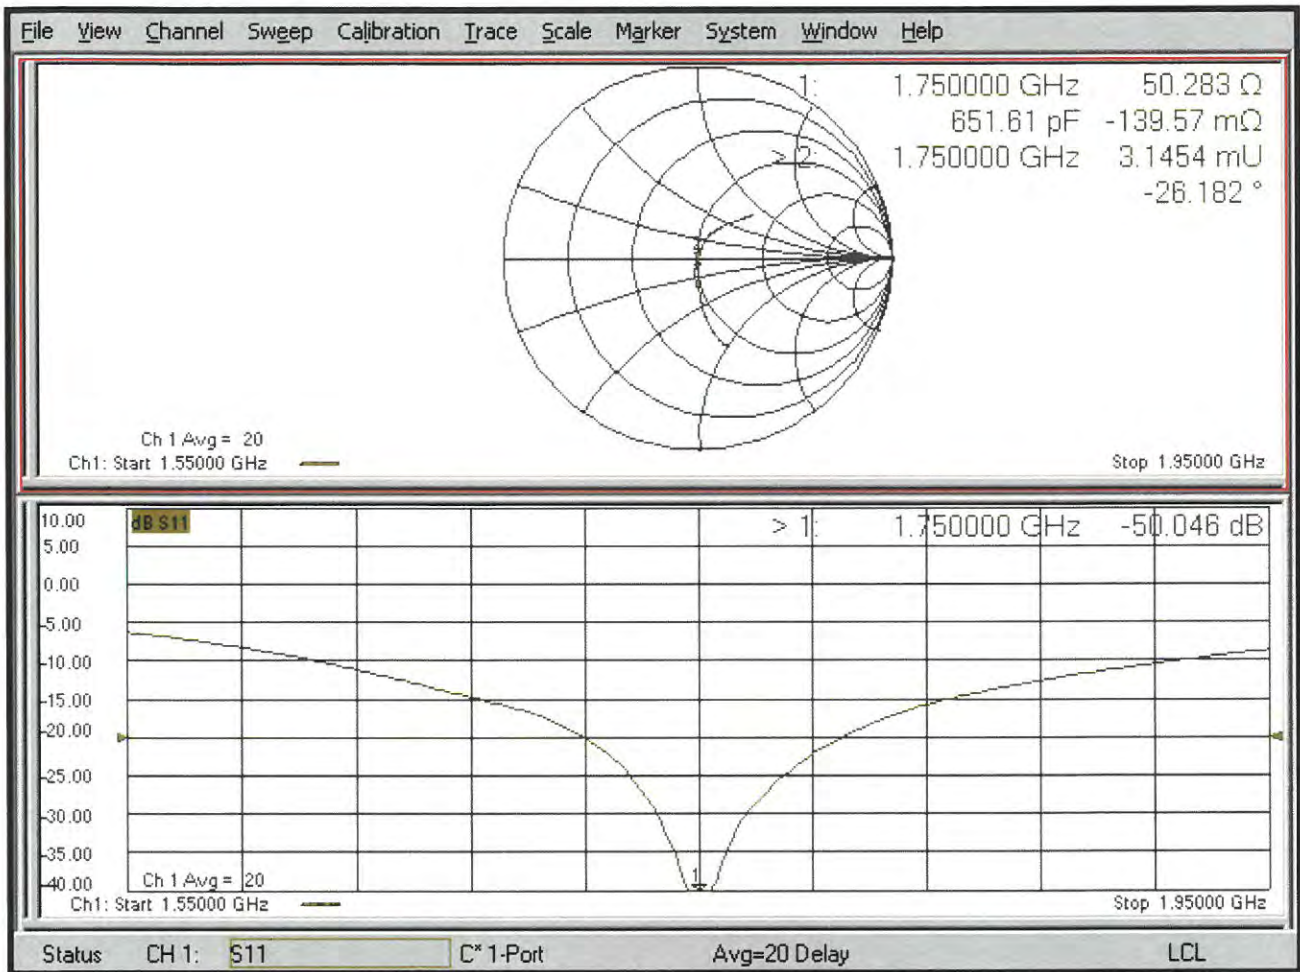 File View Channel Sweep Calibration Trace Scale Marker System Window Help
1: 1.750000 GHz 50.283 Ω
651.61 pF -139.57 mΩ
> 2: 1.750000 GHz 3.1454 mU
-26.182 °
Ch 1 Avg = 20
Ch1: Start 1.55000 GHz
Stop 1.95000 GHz
10.00
dB S11
> 1: 1.750000 GHz -50.046 dB
5.00
0.00
-5.00
-10.00
-15.00
-20.00
-25.00
-30.00
-35.00
1
-40.00
Ch 1 Avg = 20
Ch1: Start 1.55000 GHz
Stop 1.95000 GHz
Status CH 1: S11 C* 1-Port Avg=20 Delay LCL